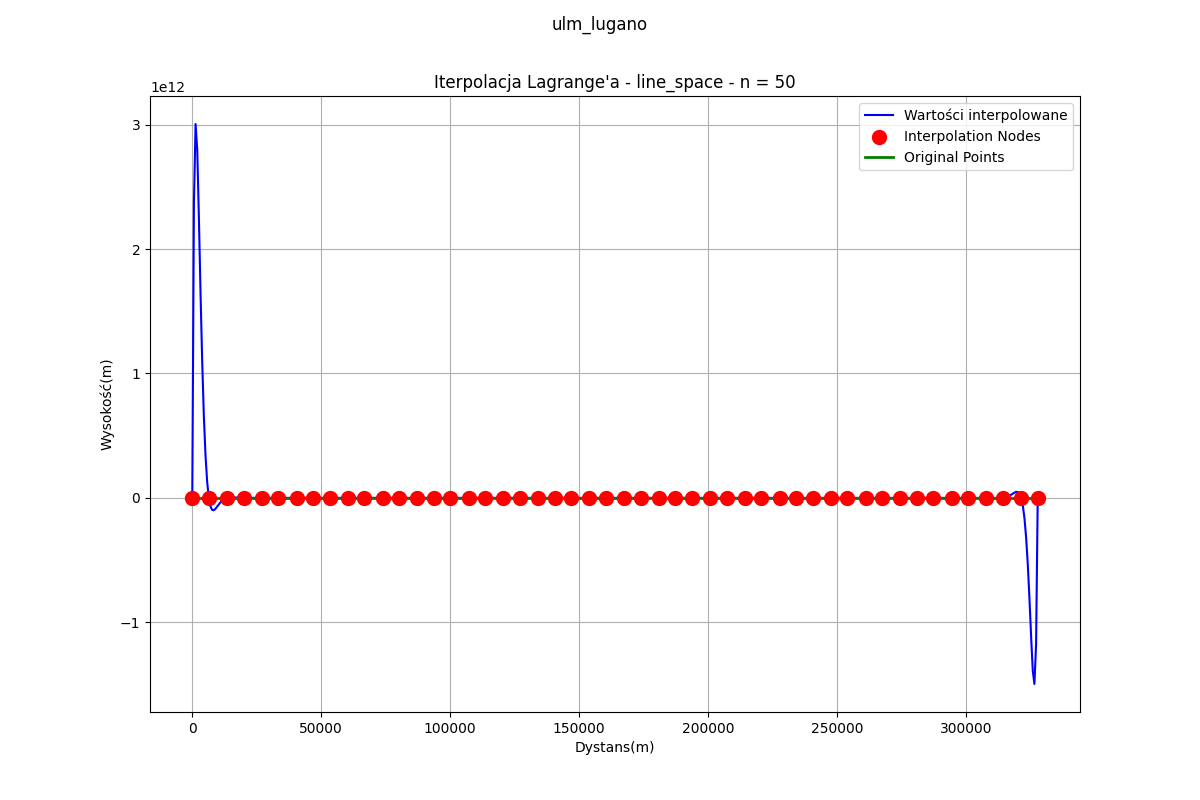 ulm_lugano
Iterpolacja Lagrange'a - line_space - n = 50
1e12
3
2
1
0
−1
Wysokość(m)
Wartości interpolowane
Interpolation Nodes
Original Points
0
50000
100000
150000
200000
250000
300000
Dystans(m)